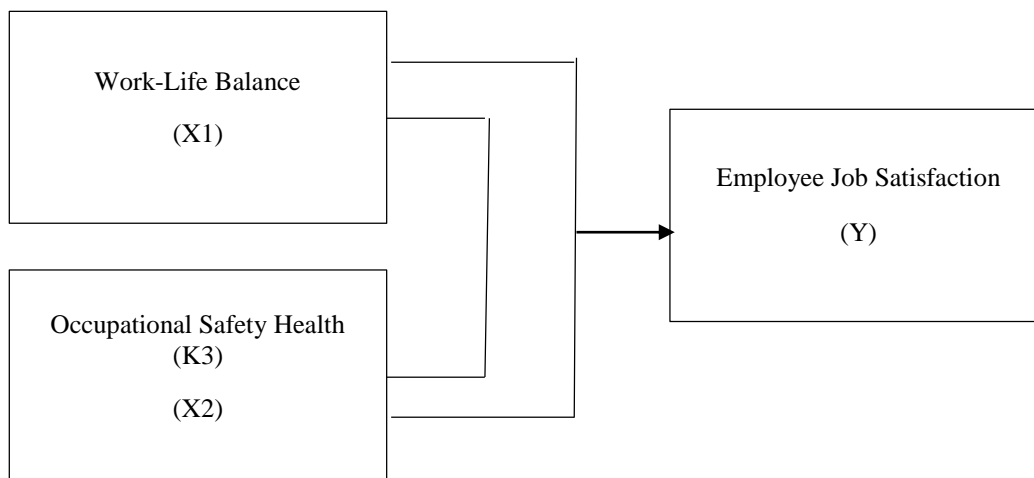 Work-Life Balance
(X1)
Occupational Safety Health
(K3)
(X2)
Employee Job Satisfaction
(Y)